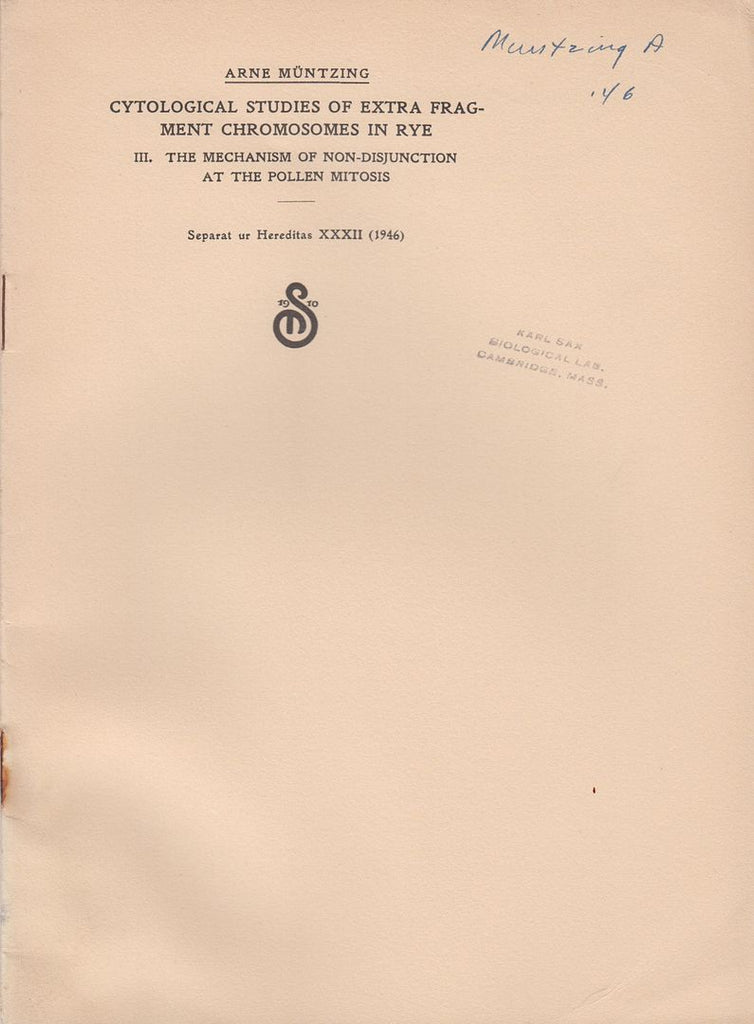 Muntzing A
'46
ARNE MÜNTZING
CYTOLOGICAL STUDIES OF EXTRA FRAG-
MENT CHROMOSOMES IN RYE
III. THE MECHANISM OF NON-DISJUNCTION
AT THE POLLEN MITOSIS
Separat ur Hereditas XXXII (1946)
19 10
KARL SAX
BIOLOGICAL LAB.
CAMBRIDGE, MASS.